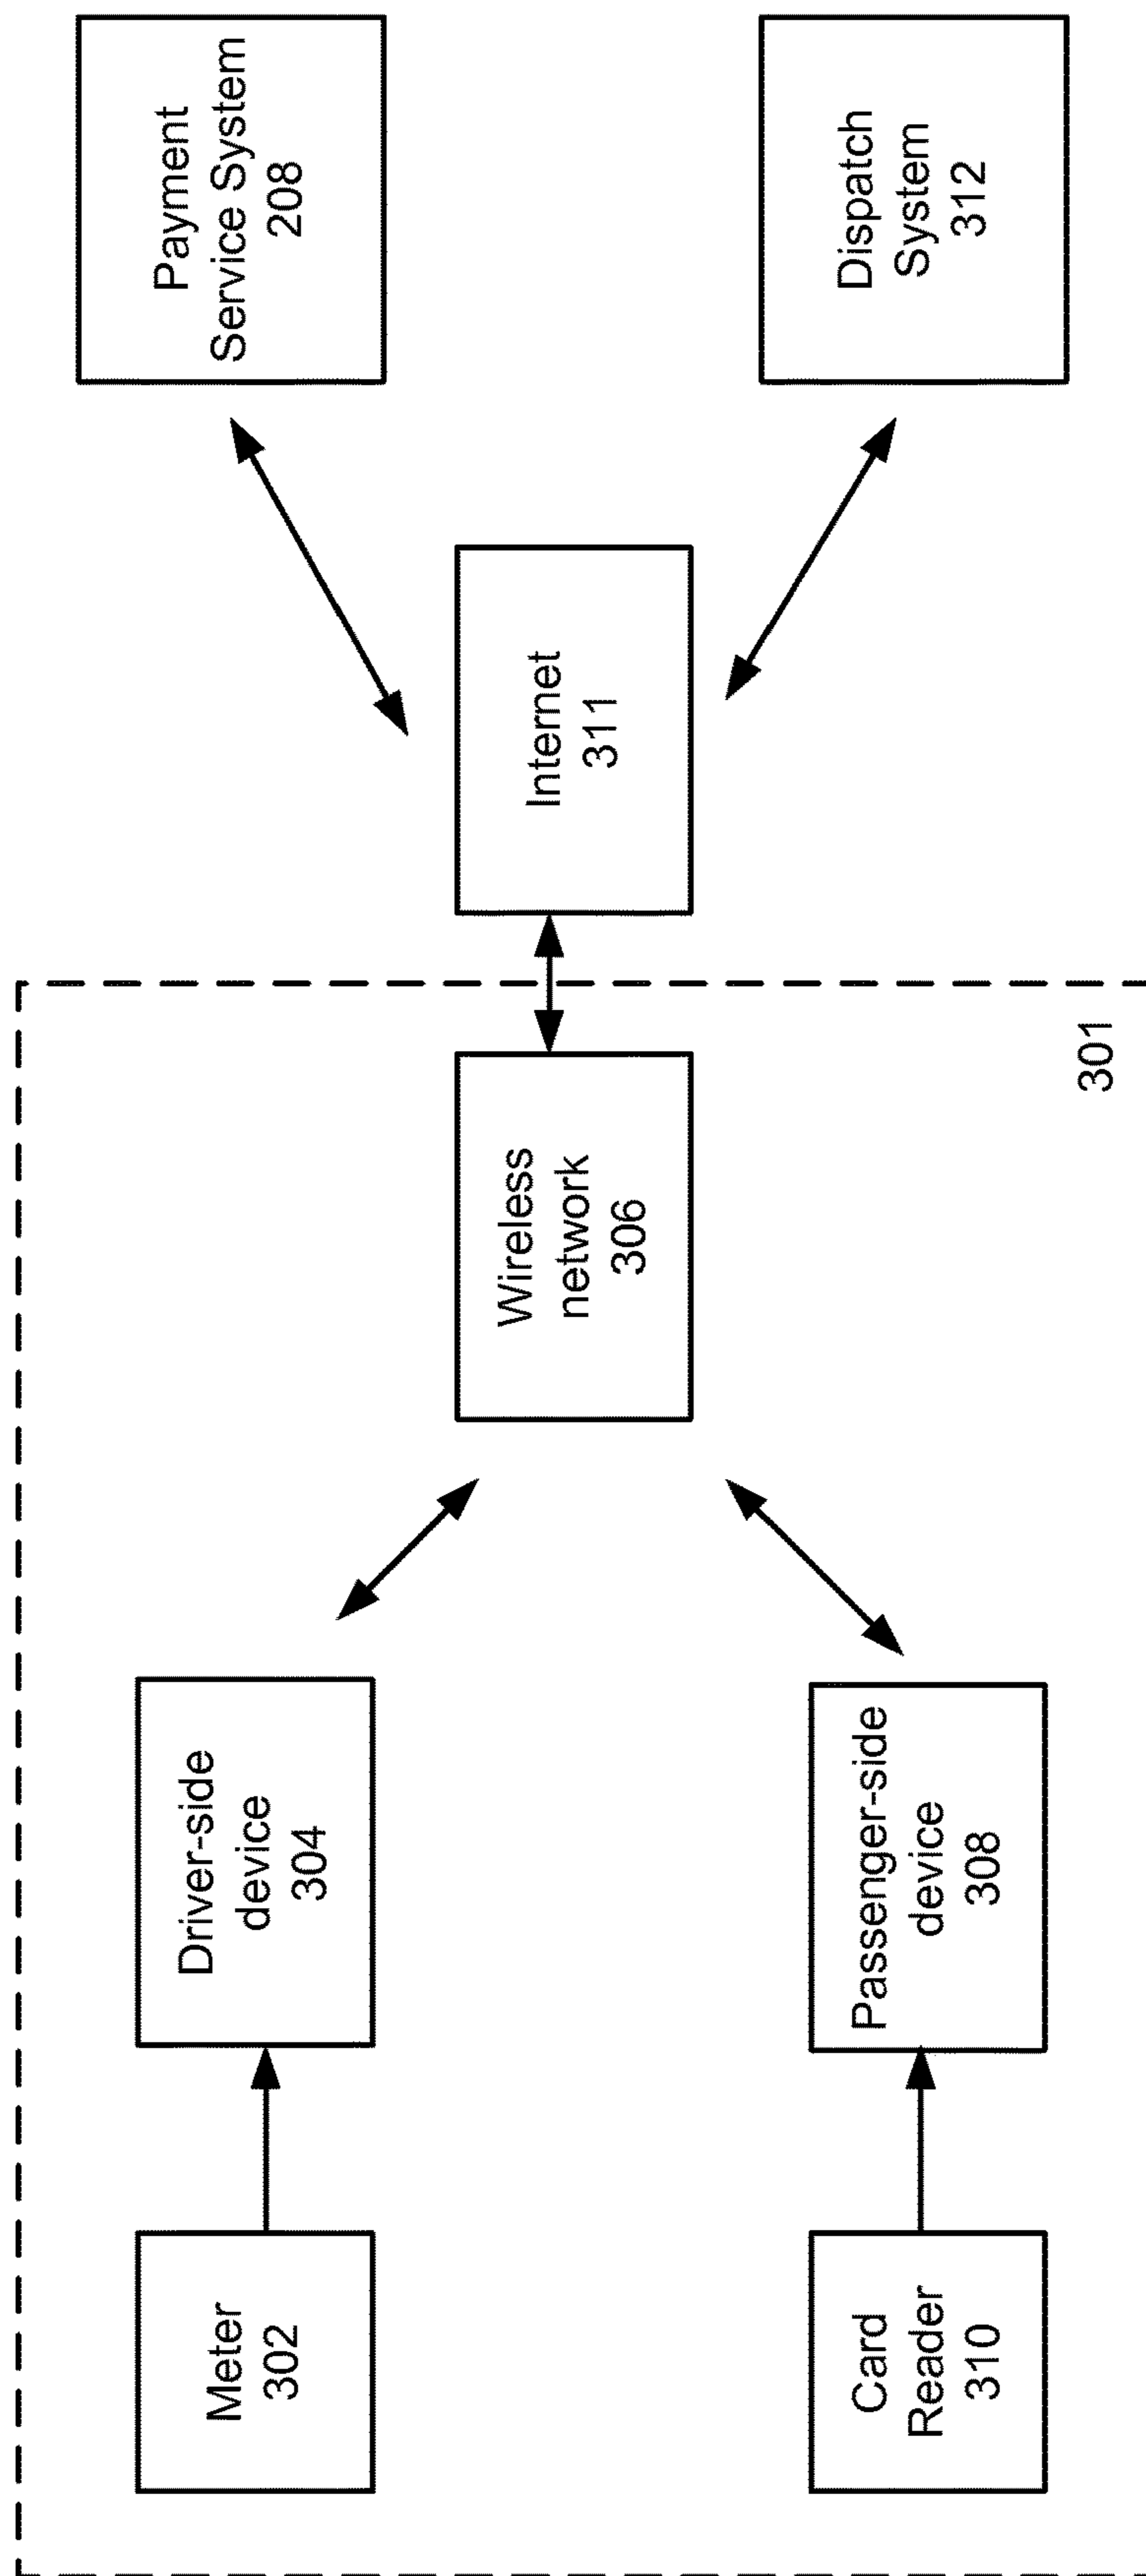 Meter
302
Driver-side
device
304
Wireless
network
306
Internet
311
Payment
Service System
208
Card
Reader
310
Passenger-side
device
308
301
Dispatch
System
312